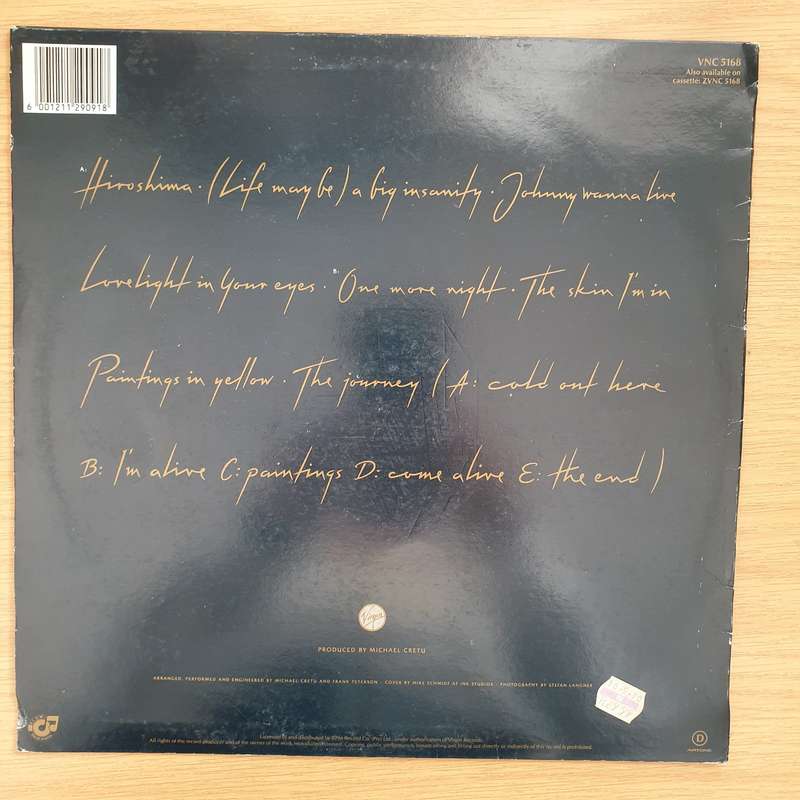 VNC 5168
Also available on
cassette: ZVNC 5168
6 001211 290918
A: Hiroshima · (Life may be) a big insanity · Johnny wanna live
Lovelight in your eyes · B: One more night · The skin I'm in
Paintings in yellow · The journey (A: cold out here
B: I'm alive C: paintings D: come alive E: the end)
Virgin
PRODUCED BY MICHAEL CRETU
ARRANGED, PERFORMED AND ENGINEERED BY MICHAEL CRETU AND FRANK PETERSON · COVER BY MIKE SCHMIDT AT INK STUDIOS · PHOTOGRAPHY BY STEFAN LANGNER
D